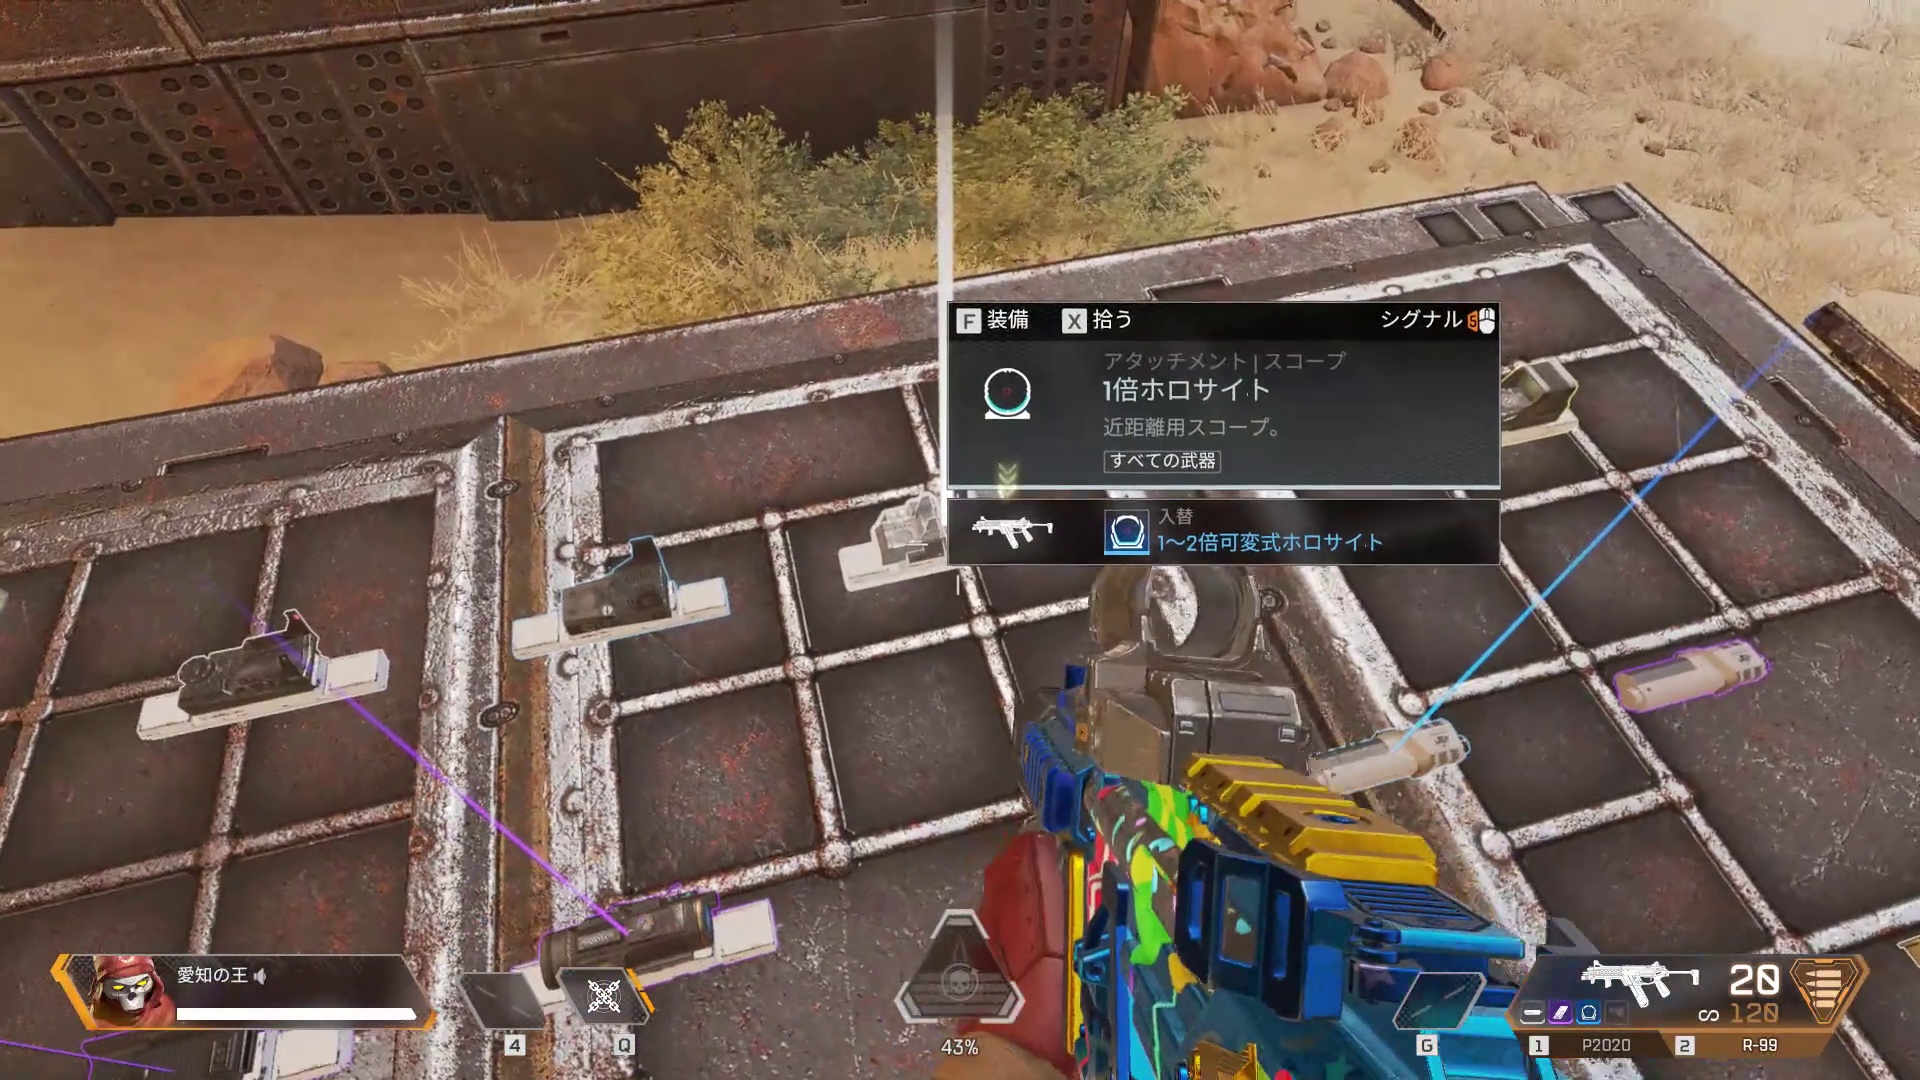 F 装備 X 拾う シグナル 5
アタッチメント | スコープ
1倍ホロサイト
近距離用スコープ。
すべての武器
入替
1～2倍可変式ホロサイト
愛知の王
4
Q
43%
G
20
∞ 120
1 P2020 2 R-99